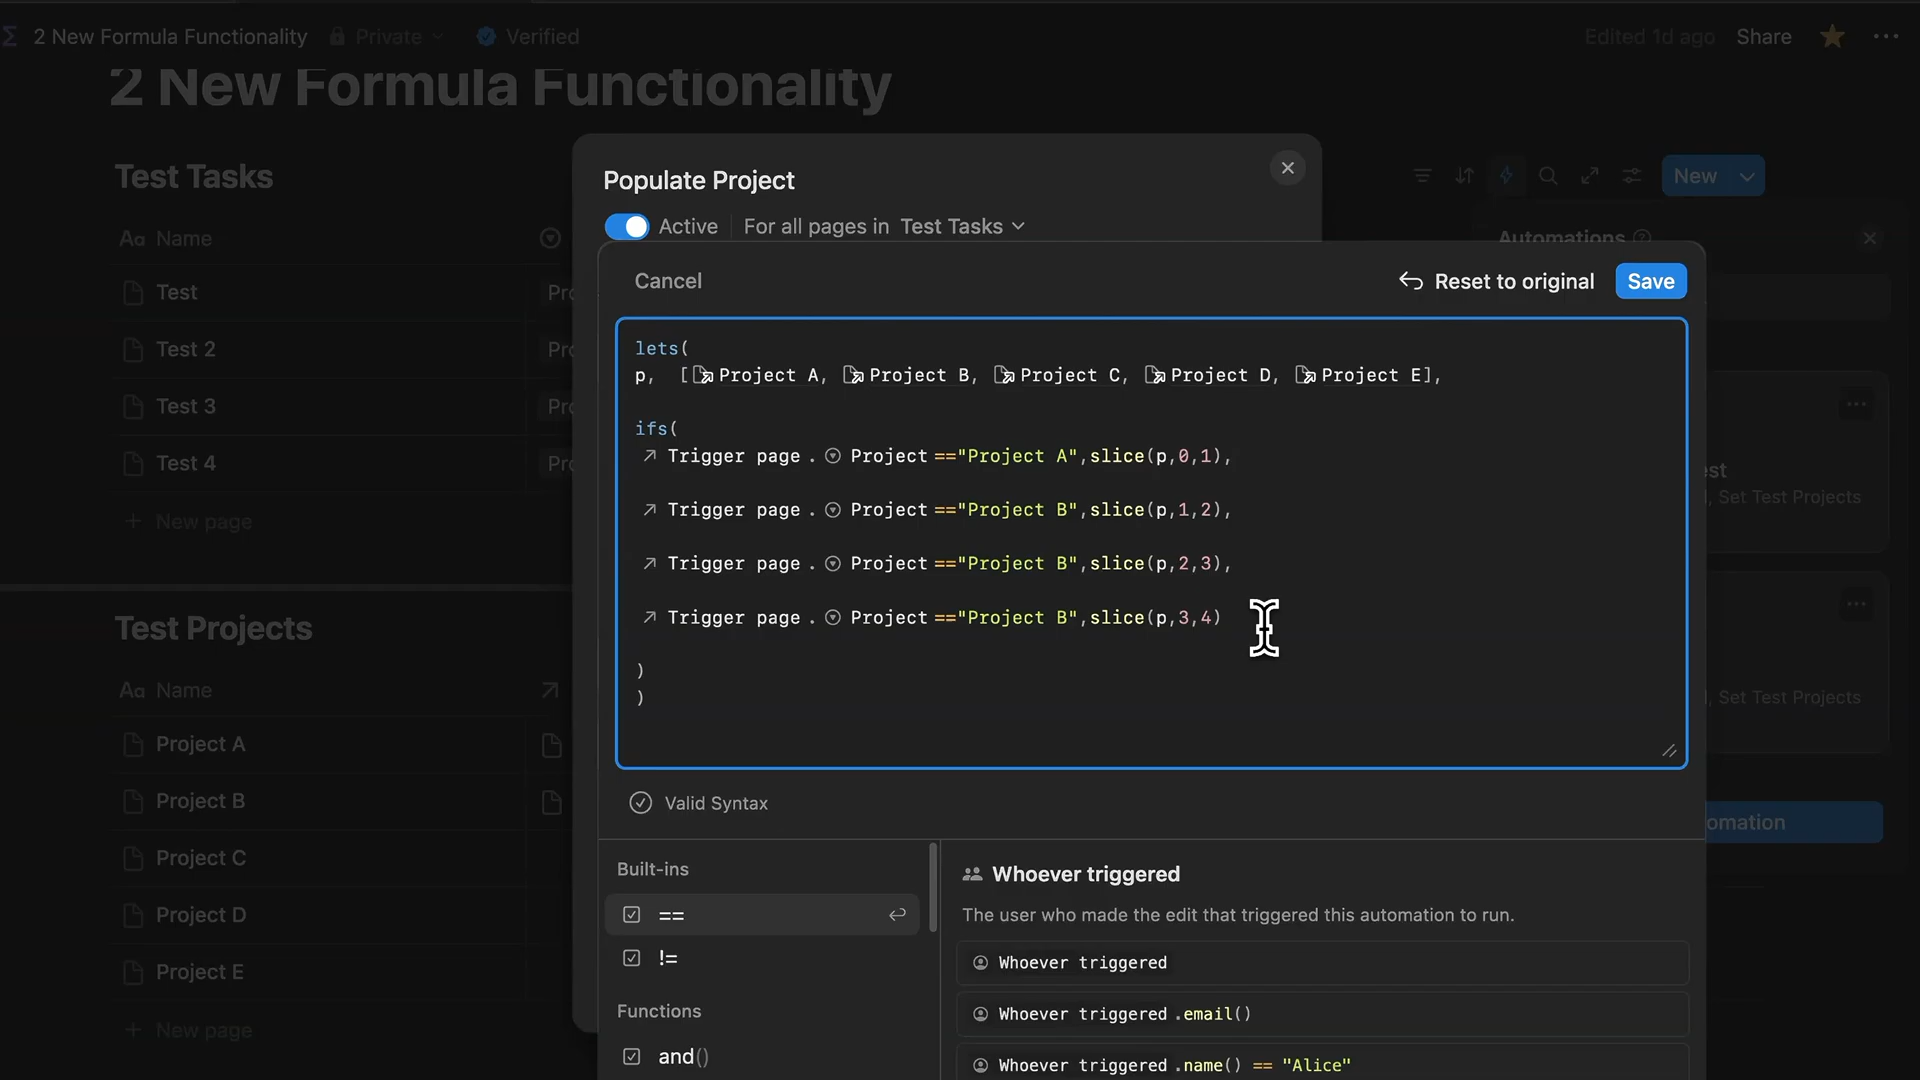 2 New Formula Functionality Private Verified Edited 1d ago Share
2 New Formula Functionality
Test Tasks
New
Aa Name
Test
Test 2
Test 3
Test 4
New page
Test Projects
Aa Name
Project A
Project B
Project C
Project D
Project E
New page
Populate Project
Active For all pages in Test Tasks
Automations
Cancel Reset to original Save
lets(
p, [Project A, Project B, Project C, Project D, Project E],
ifs(
Trigger page . Project =="Project A",slice(p,0,1),
Trigger page . Project =="Project B",slice(p,1,2),
Trigger page . Project =="Project B",slice(p,2,3),
Trigger page . Project =="Project B",slice(p,3,4)
)
)
Valid Syntax
Built-ins
==
!=
Functions
and()
Whoever triggered
The user who made the edit that triggered this automation to run.
Whoever triggered
Whoever triggered .email()
Whoever triggered .name() == "Alice"
, Set Test Projects
, Set Test Projects